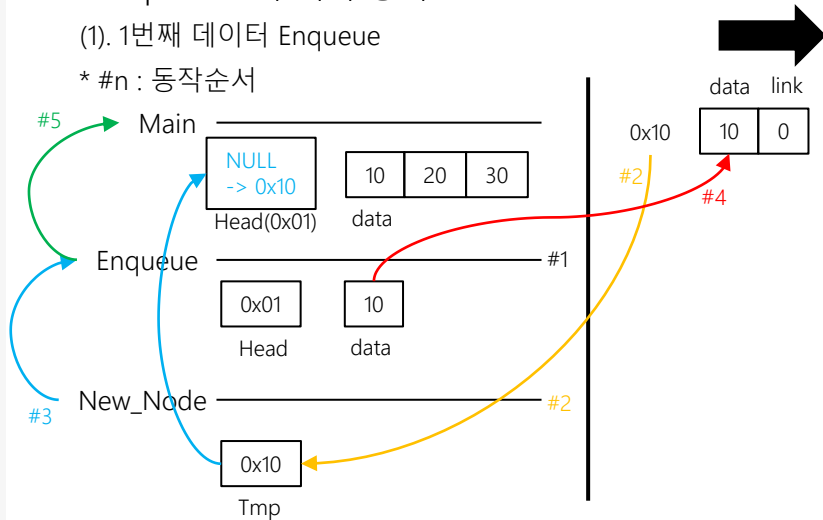 (1). 1번째 데이터 Enqueue
* #n : 동작순서
data link
#5 Main
0x10 10 0
NULL
-> 0x10
10 20 30
#2
#4
Head(0x01) data
Enqueue #1
0x01 10
Head data
New_Node #2
#3
0x10
Tmp